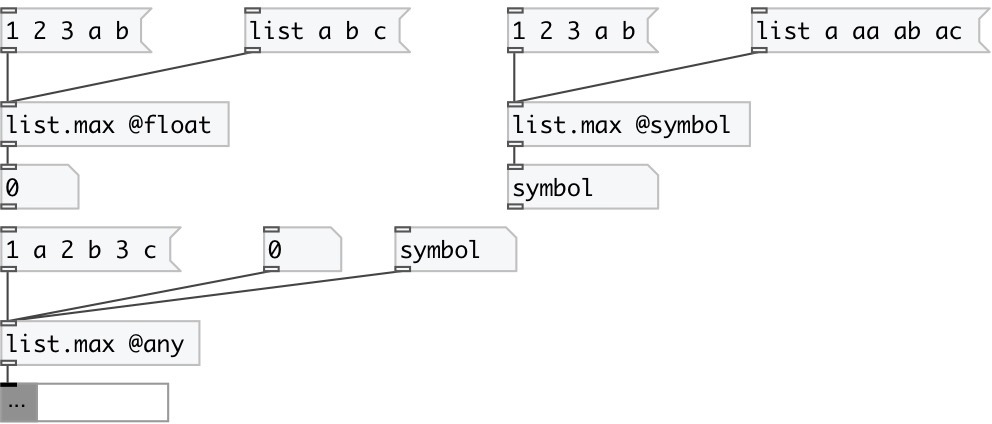 1 2 3 a b
list a b c
1 2 3 a b
list a aa ab ac
list.max @float
list.max @symbol
0
symbol
1 a 2 b 3 c
0
symbol
list.max @any
...